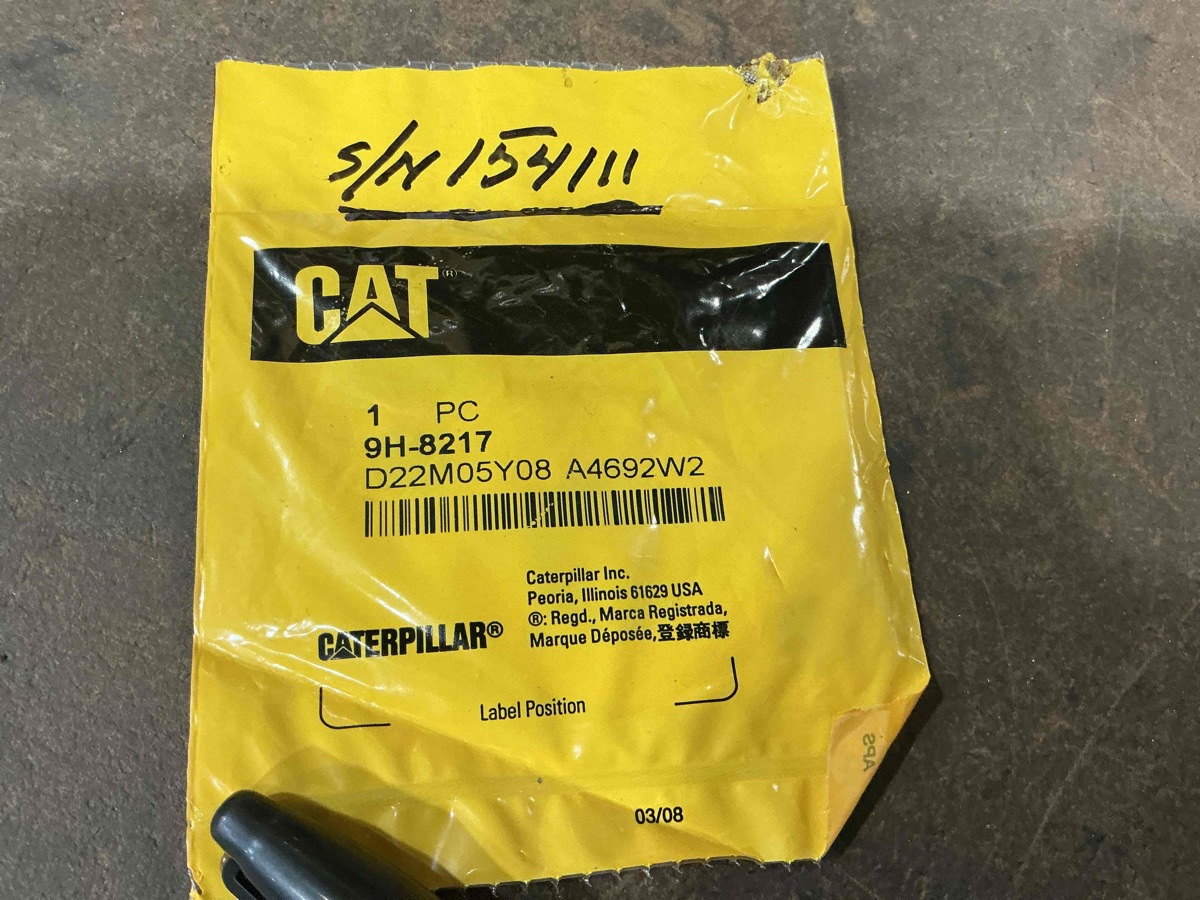 S/N 154111
CAT®
1 PC
9H-8217
D22M05Y08 A4692W2
Caterpillar Inc.
Peoria, Illinois 61629 USA
®: Regd., Marca Registrada,
Marque Déposée,登録商標
CATERPILLAR®
Label Position
APS
03/08